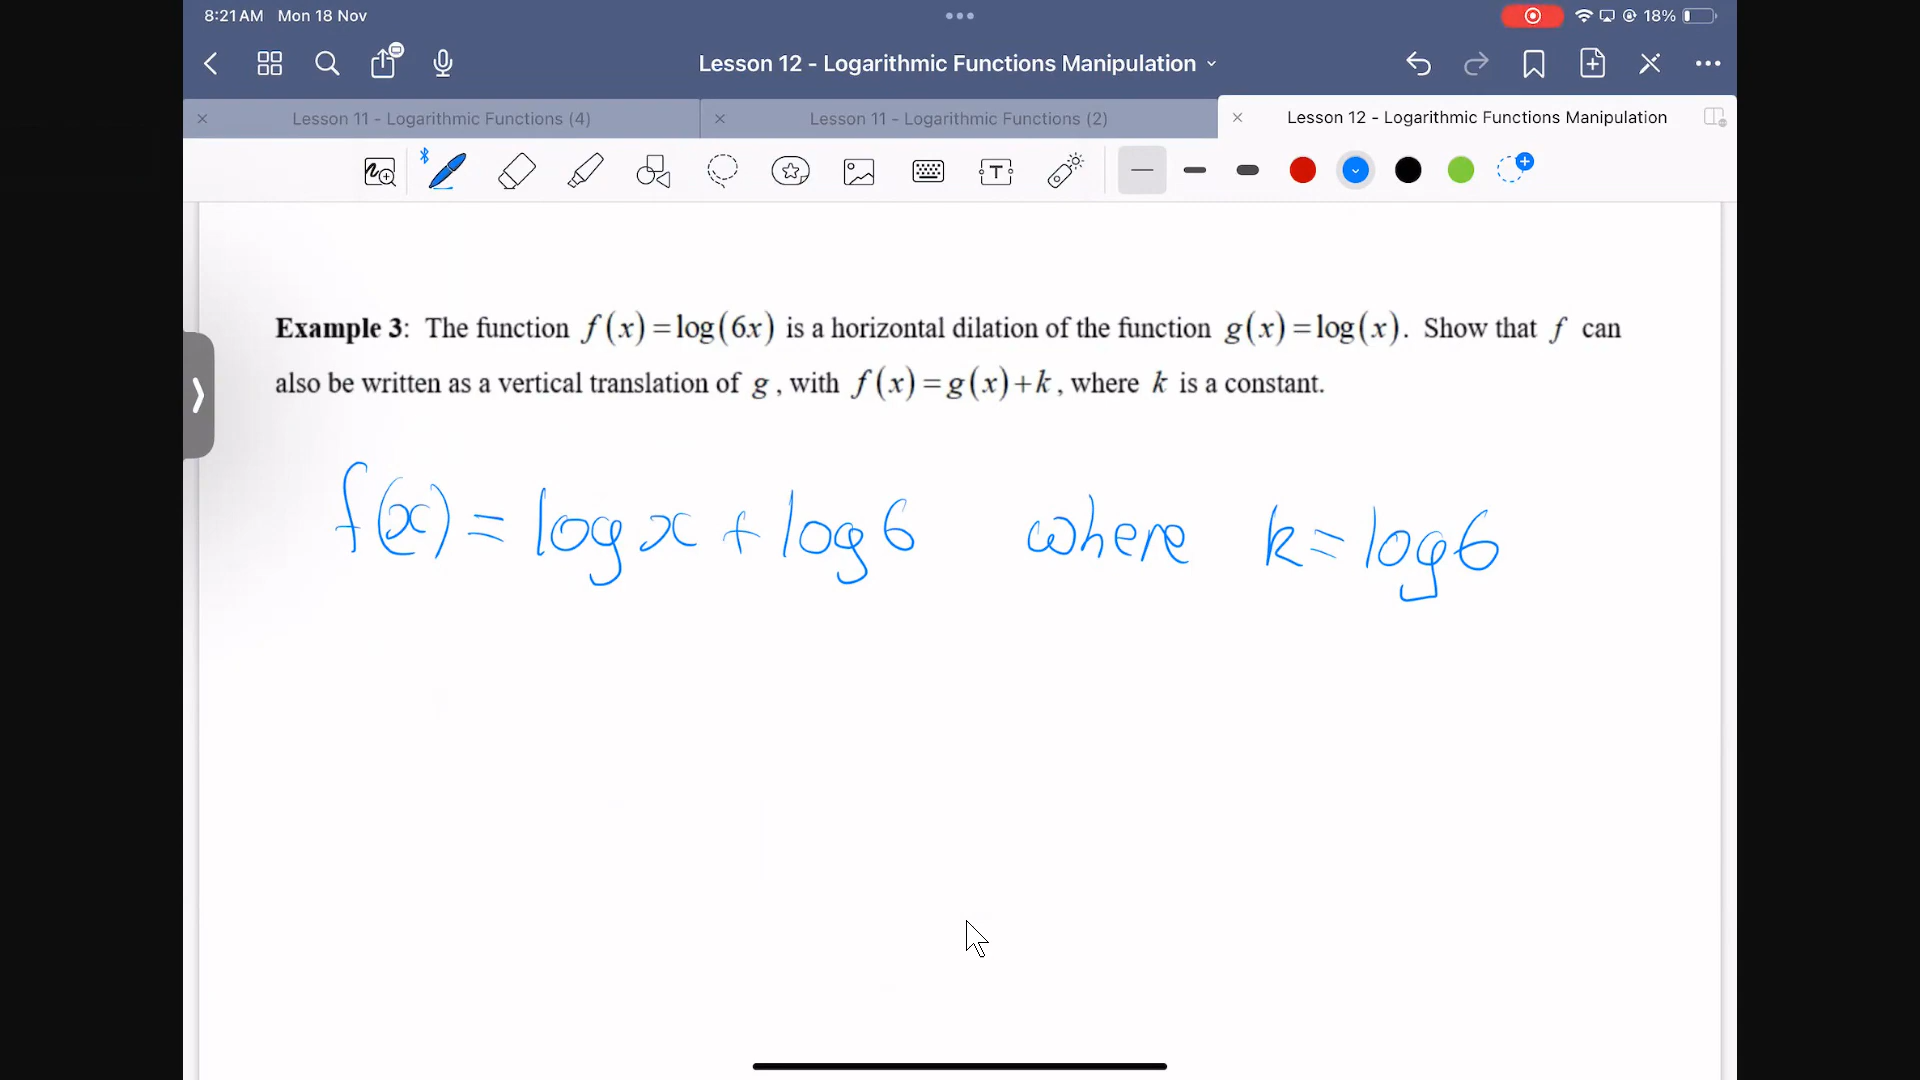 8:21 AM Mon 18 Nov
18%
Lesson 12 - Logarithmic Functions Manipulation
Lesson 11 - Logarithmic Functions (4)
Lesson 11 - Logarithmic Functions (2)
Lesson 12 - Logarithmic Functions Manipulation
T
Example 3: The function f(x)=log(6x) is a horizontal dilation of the function g(x)=log(x). Show that f can
also be written as a vertical translation of g, with f(x)=g(x)+k, where k is a constant.
f(x) = log x + log 6 where k = log 6